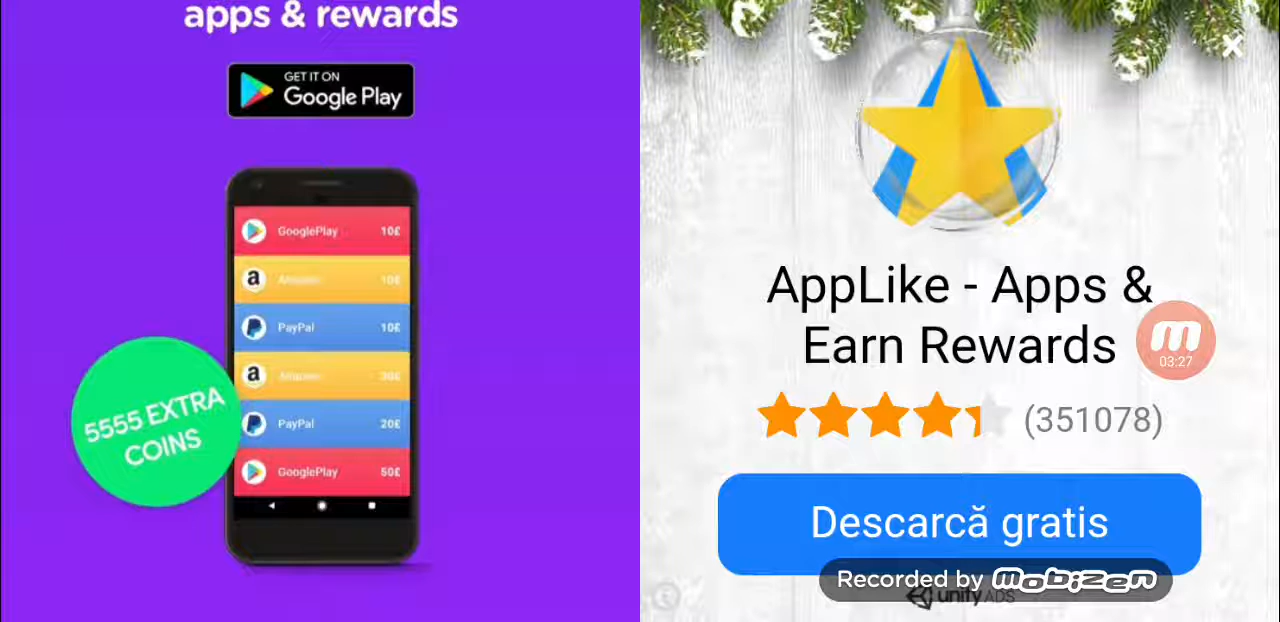 apps & rewards
GET IT ON
Google Play
GooglePlay 10£
a 10£
PayPal 10£
a
PayPal 20£
GooglePlay 50£
5555 EXTRA
COINS
AppLike - Apps &
Earn Rewards
03:27
(351078)
Descarcă gratis
Recorded by mobizen
unity ADS